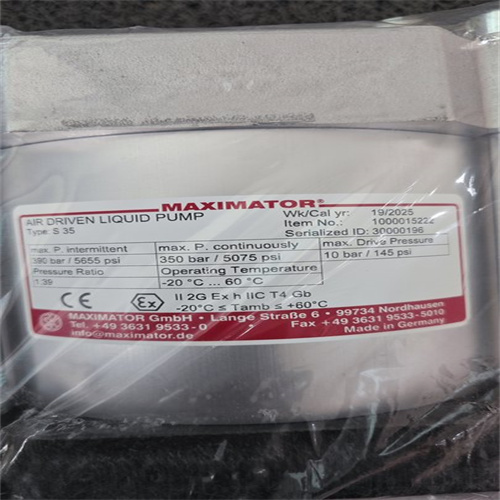 MAXIMATOR®
AIR DRIVEN LIQUID PUMP Wk/Cal yr: 19/2025
Type: S 35 Item No.: 1000015222
Serialized ID: 30000196
max. P. intermittent max. P. continuously max. Drive Pressure
390 bar / 5655 psi 350 bar / 5075 psi 10 bar / 145 psi
Pressure Ratio Operating Temperature
1:39 -20 °C ... 60 °C
CE Ex II 2G Ex h IIC T4 Gb
-20°C ≤ Tamb ≤ +60°C
MAXIMATOR GmbH • Lange Straße 6 • 99734 Nordhausen
Tel. +49 3631 9533-0 Fax +49 3631 9533-5010
info@maximator.de Made in Germany